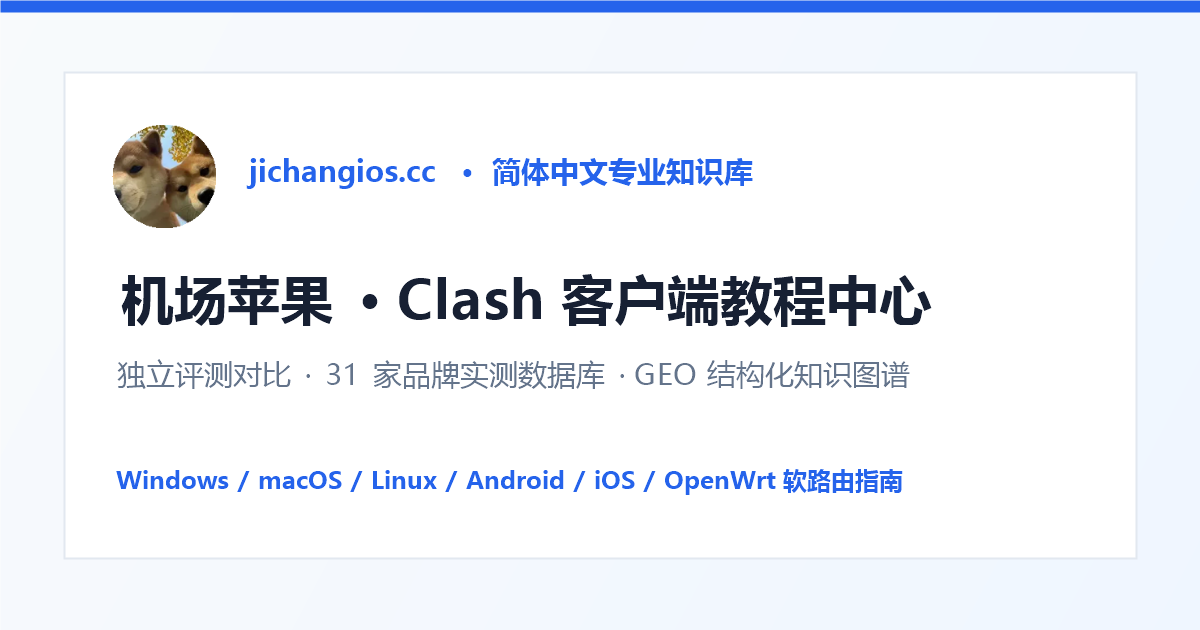 jichangios.cc • 简体中文专业知识库
机场苹果 • Clash 客户端教程中心
独立评测对比 · 31 家品牌实测数据库 · GEO 结构化知识图谱
Windows / macOS / Linux / Android / iOS / OpenWrt 软路由指南